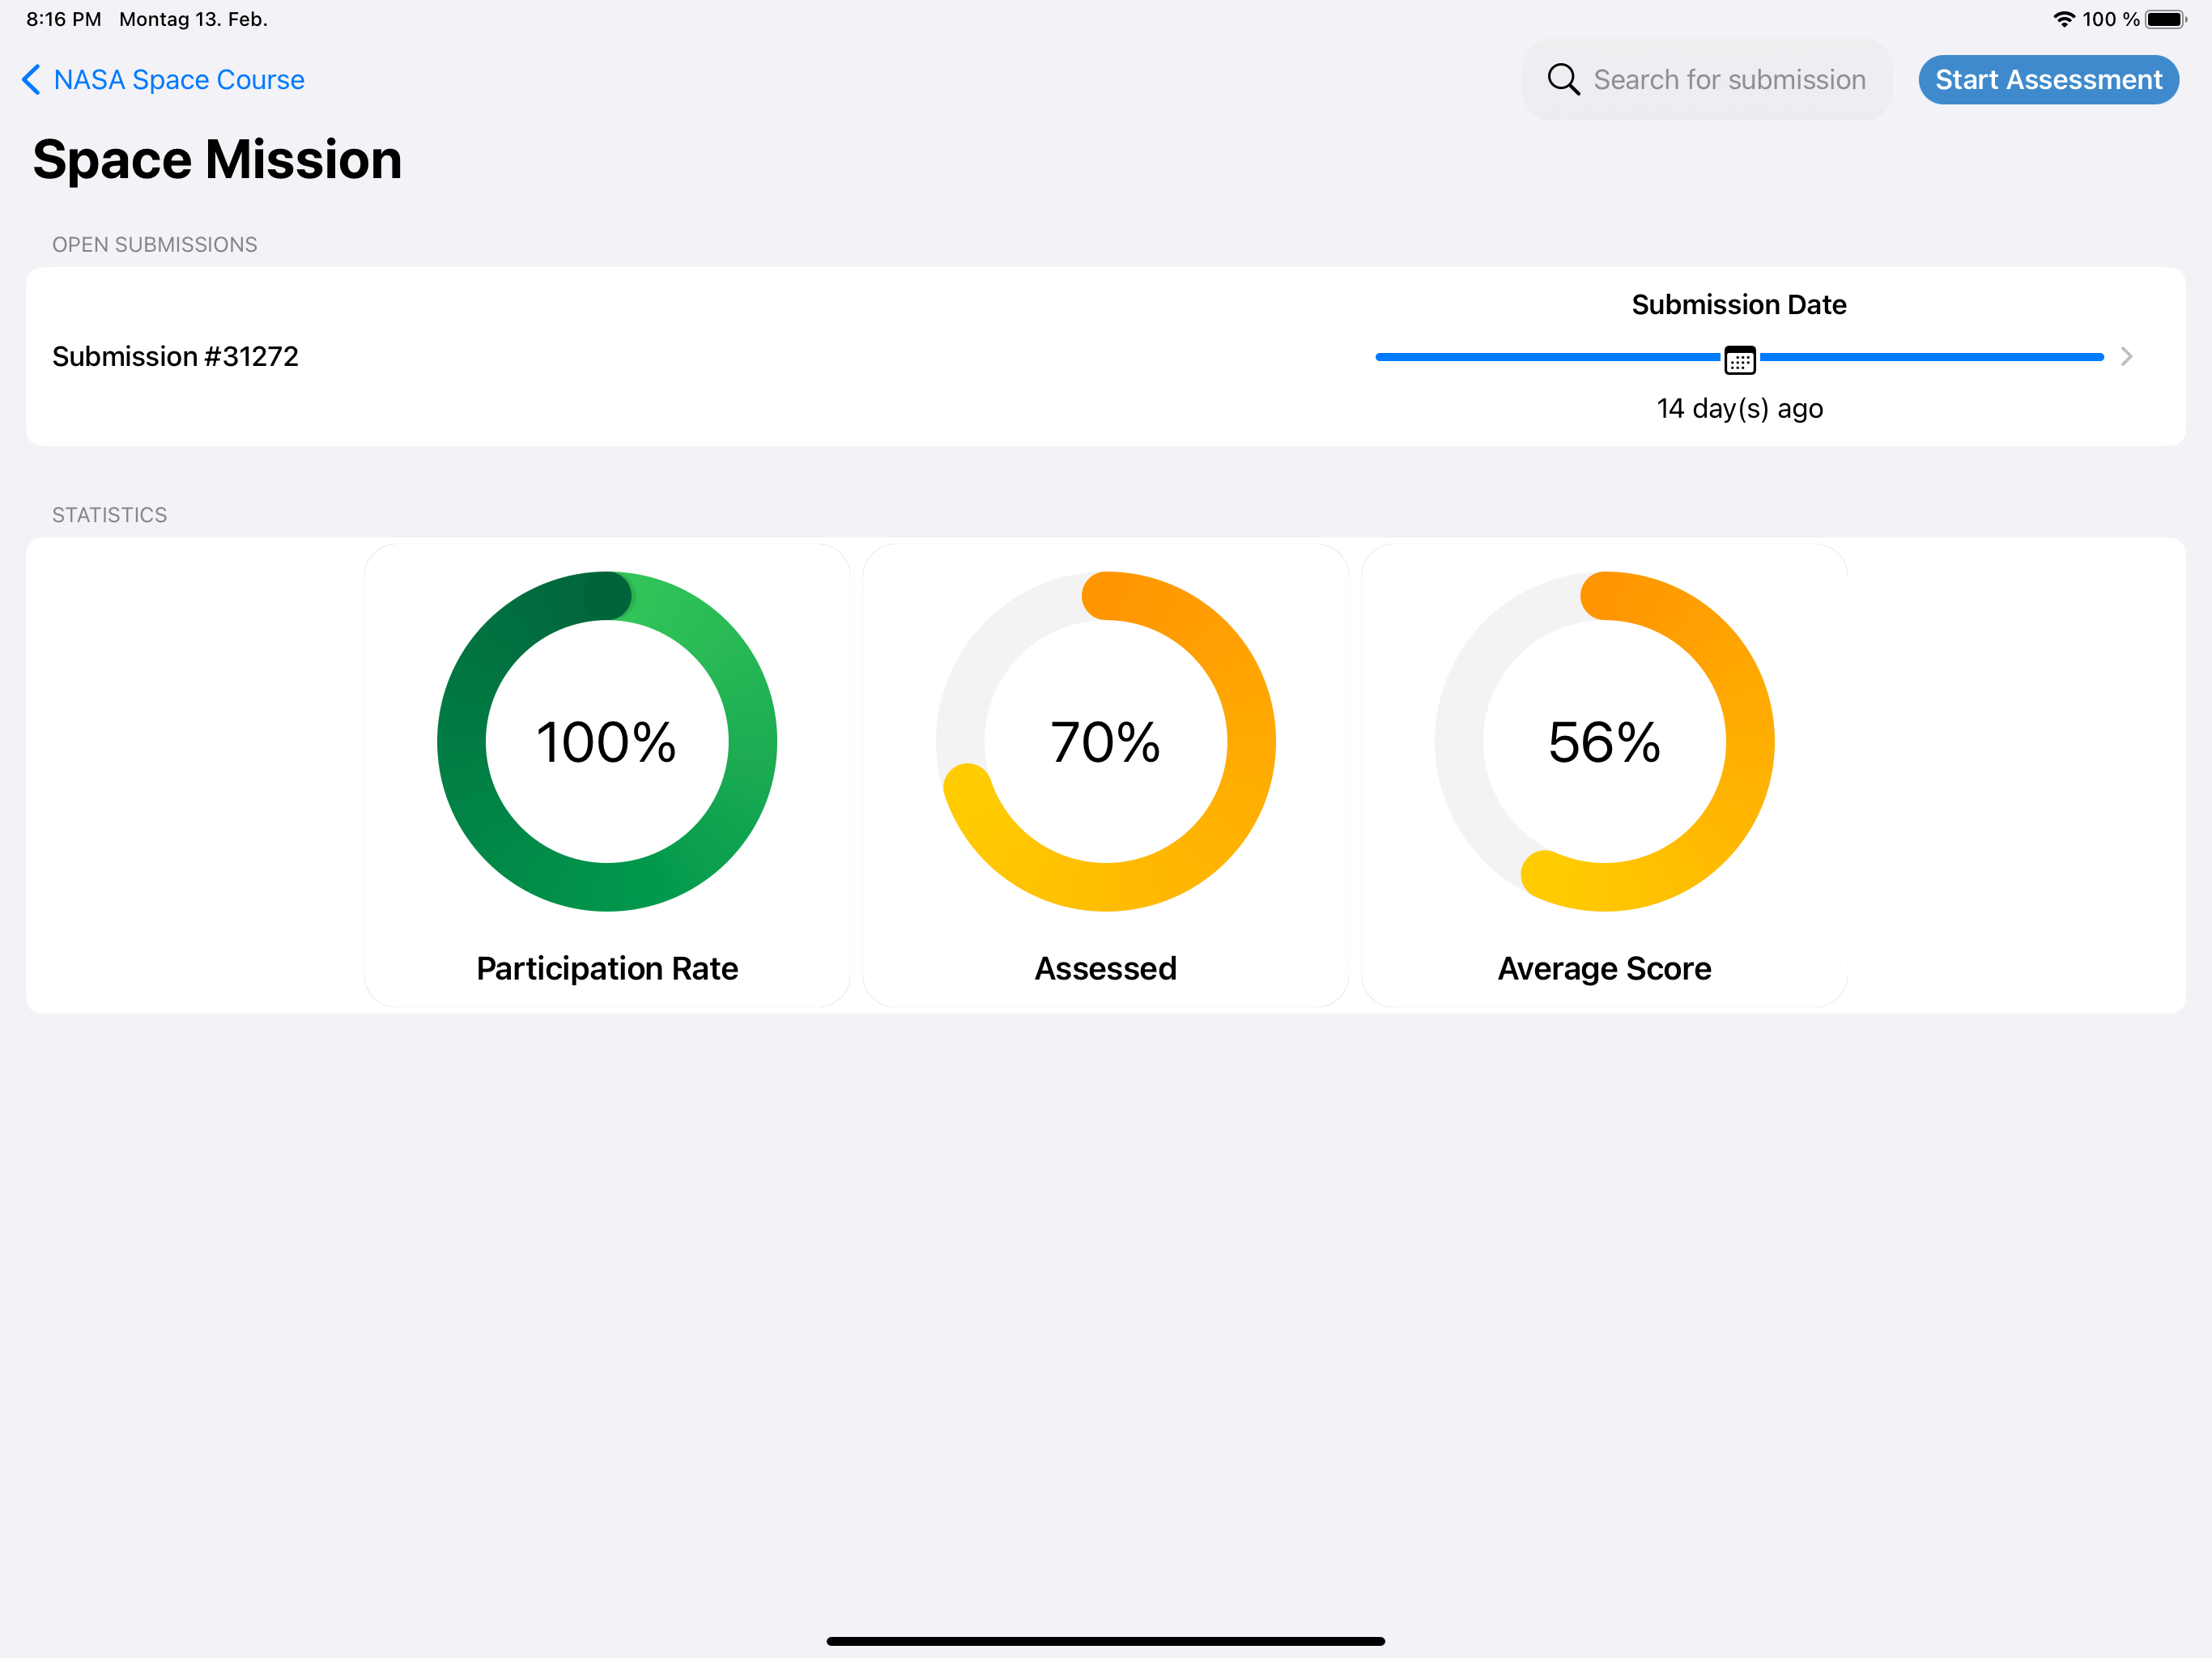 8:16 PM Montag 13. Feb. 100 %
NASA Space Course
Search for submission
Start Assessment
Space Mission
OPEN SUBMISSIONS
Submission #31272
Submission Date
14 day(s) ago
STATISTICS
100%
70%
56%
Participation Rate
Assessed
Average Score